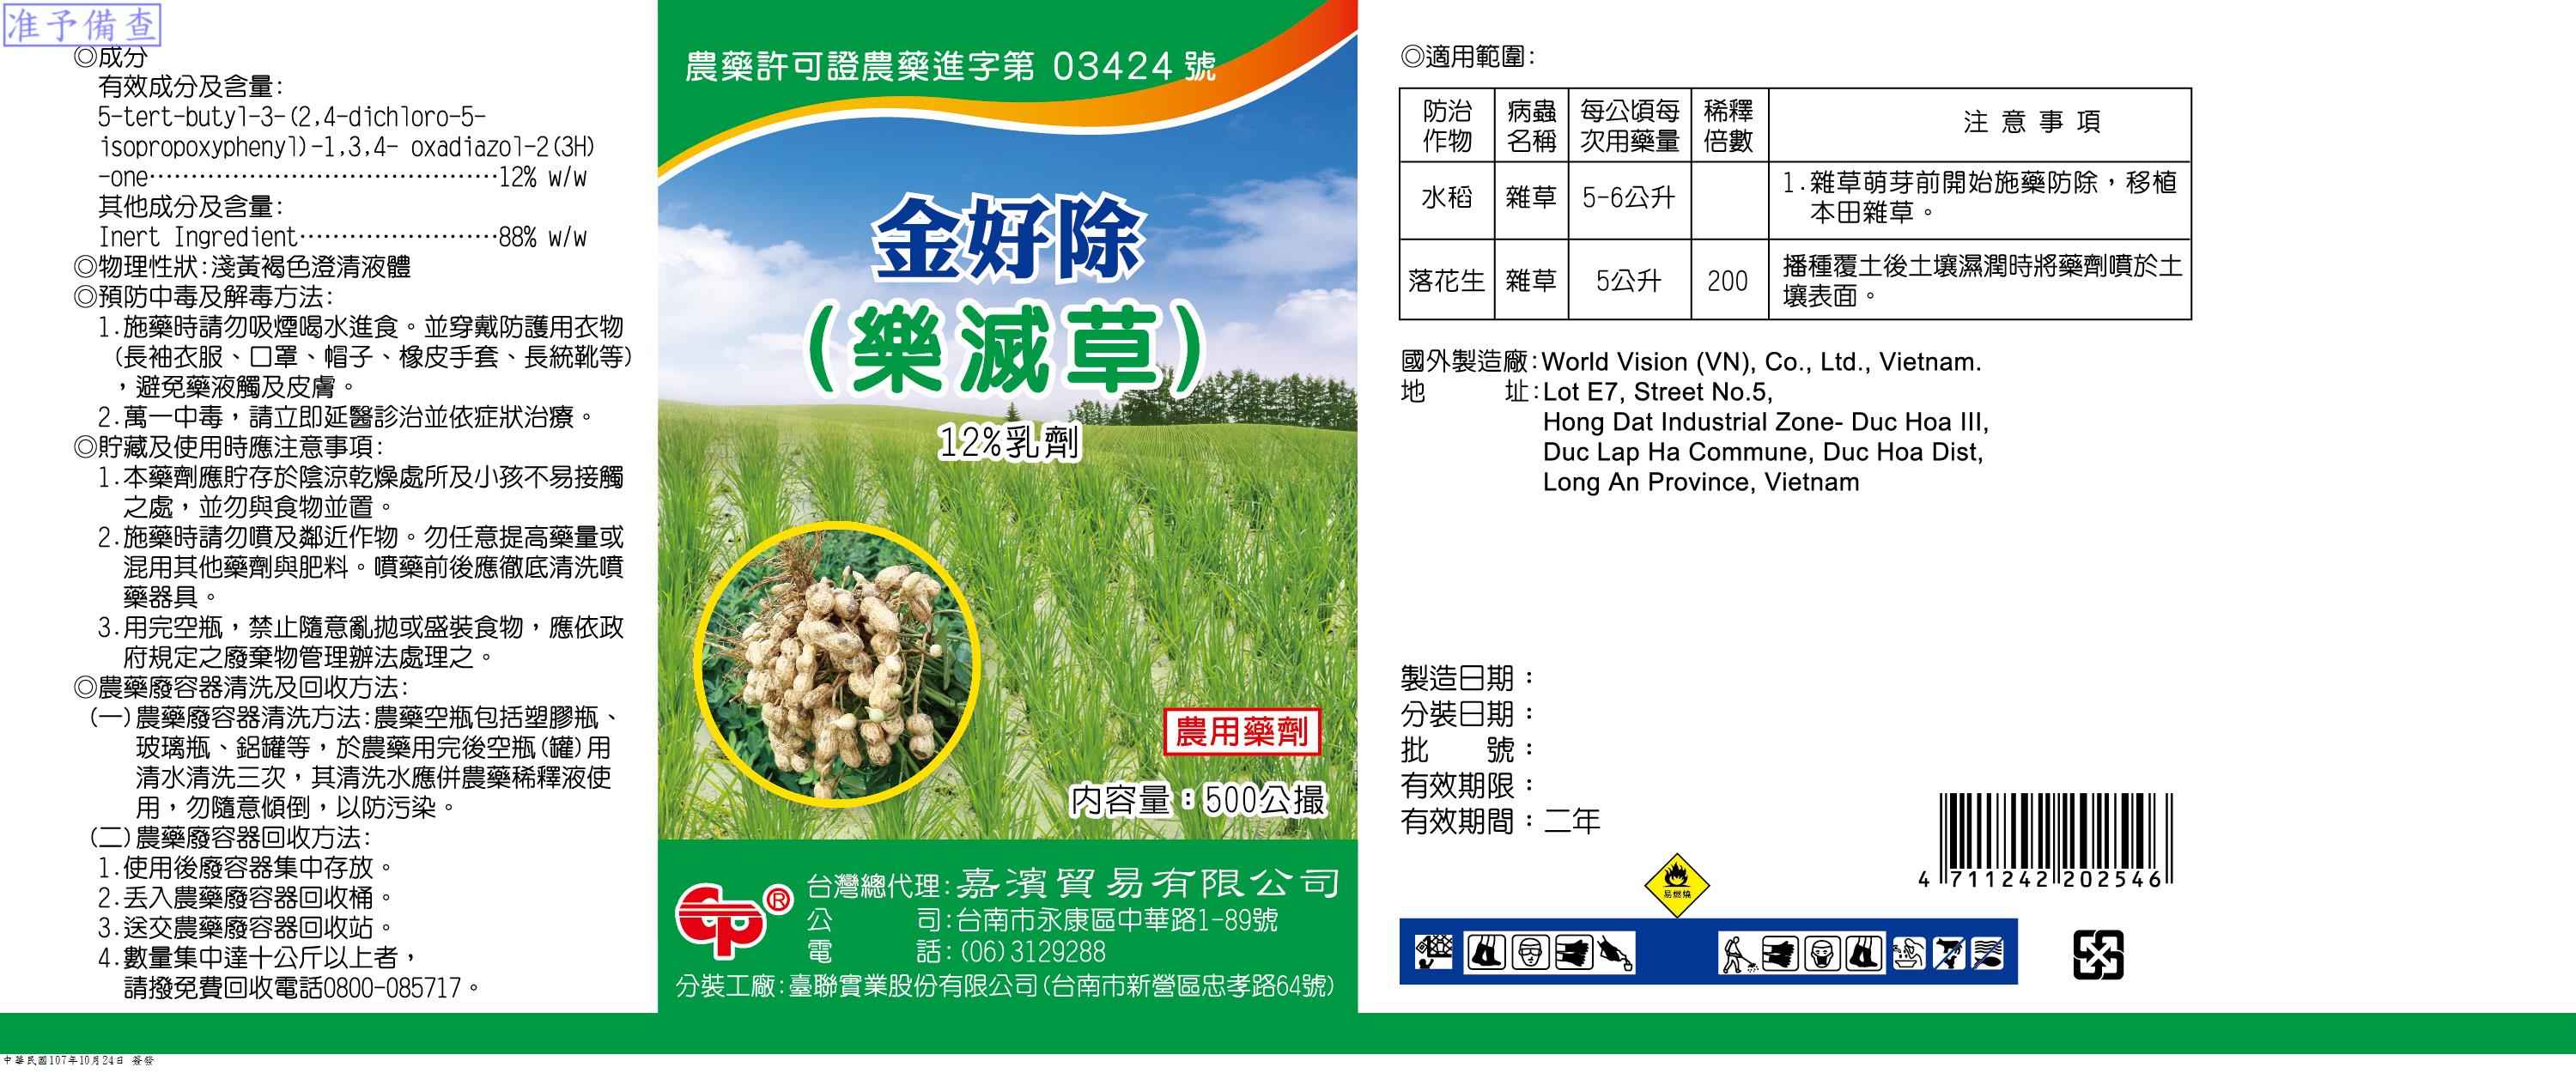 准予備查
◎成分
有效成分及含量:
5-tert-butyl-3-(2,4-dichloro-5-
isopropoxyphenyl)-1,3,4- oxadiazol-2(3H)
-one……………………………………12% w/w
其他成分及含量:
Inert Ingredient……………………88% w/w
◎物理性狀:淺黃褐色澄清液體
◎預防中毒及解毒方法:
1.施藥時請勿吸煙喝水進食。並穿戴防護用衣物
(長袖衣服、口罩、帽子、橡皮手套、長統靴等)
，避免藥液觸及皮膚。
2.萬一中毒，請立即延醫診治並依症狀治療。
◎貯藏及使用時應注意事項:
1.本藥劑應貯存於陰涼乾燥處所及小孩不易接觸
之處，並勿與食物並置。
2.施藥時請勿噴及鄰近作物。勿任意提高藥量或
混用其他藥劑與肥料。噴藥前後應徹底清洗噴
藥器具。
3.用完空瓶，禁止隨意亂拋或盛裝食物，應依政
府規定之廢棄物管理辦法處理之。
◎農藥廢容器清洗及回收方法:
(一)農藥廢容器清洗方法:農藥空瓶包括塑膠瓶、
玻璃瓶、鋁罐等，於農藥用完後空瓶(罐)用
清水清洗三次，其清洗水應併農藥稀釋液使
用，勿隨意傾倒，以防污染。
(二)農藥廢容器回收方法:
1.使用後廢容器集中存放。
2.丟入農藥廢容器回收桶。
3.送交農藥廢容器回收站。
4.數量集中達十公斤以上者，
請撥免費回收電話0800-085717。
中華民國107年10月24日 簽發
農藥許可證農藥進字第 03424 號
金好除
(樂滅草)
12%乳劑
農用藥劑
內容量：500公撮
CP®
台灣總代理:嘉濱貿易有限公司
公 司:台南市永康區中華路1-89號
電 話:(06)3129288
分裝工廠:臺聯實業股份有限公司(台南市新營區忠孝路64號)
◎適用範圍:
防治作物 病蟲名稱 每公頃每次用藥量 稀釋倍數 注意事項
水稻 雜草 5-6公升 1.雜草萌芽前開始施藥防除，移植
本田雜草。
落花生 雜草 5公升 200 播種覆土後土壤濕潤時將藥劑噴於土
壤表面。
國外製造廠:World Vision (VN), Co., Ltd., Vietnam.
地 址:Lot E7, Street No.5,
Hong Dat Industrial Zone- Duc Hoa III,
Duc Lap Ha Commune, Duc Hoa Dist,
Long An Province, Vietnam
製造日期：
分裝日期：
批 號：
有效期限：
有效期間：二年
易燃燒
4 711242 202546